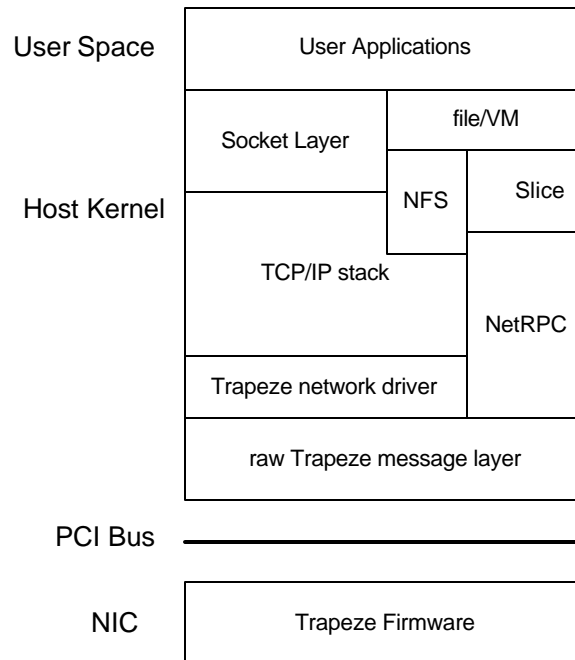 User Space
User Applications
Socket Layer
file/VM
Host Kernel
NFS
Slice
TCP/IP stack
NetRPC
Trapeze network driver
raw Trapeze message layer
PCI Bus
NIC
Trapeze Firmware